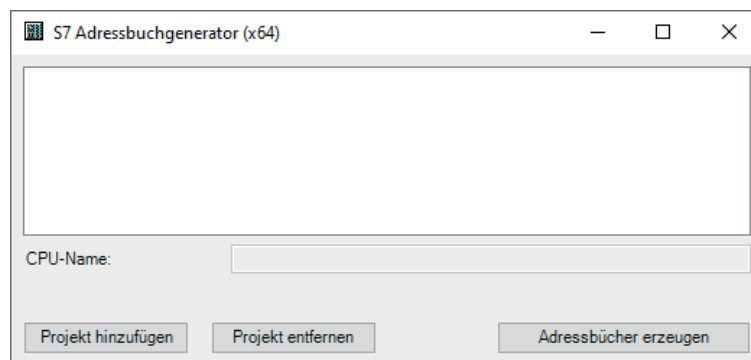 S7 Adressbuchgenerator (x64)
CPU-Name:
Projekt hinzufügen Projekt entfernen Adressbücher erzeugen